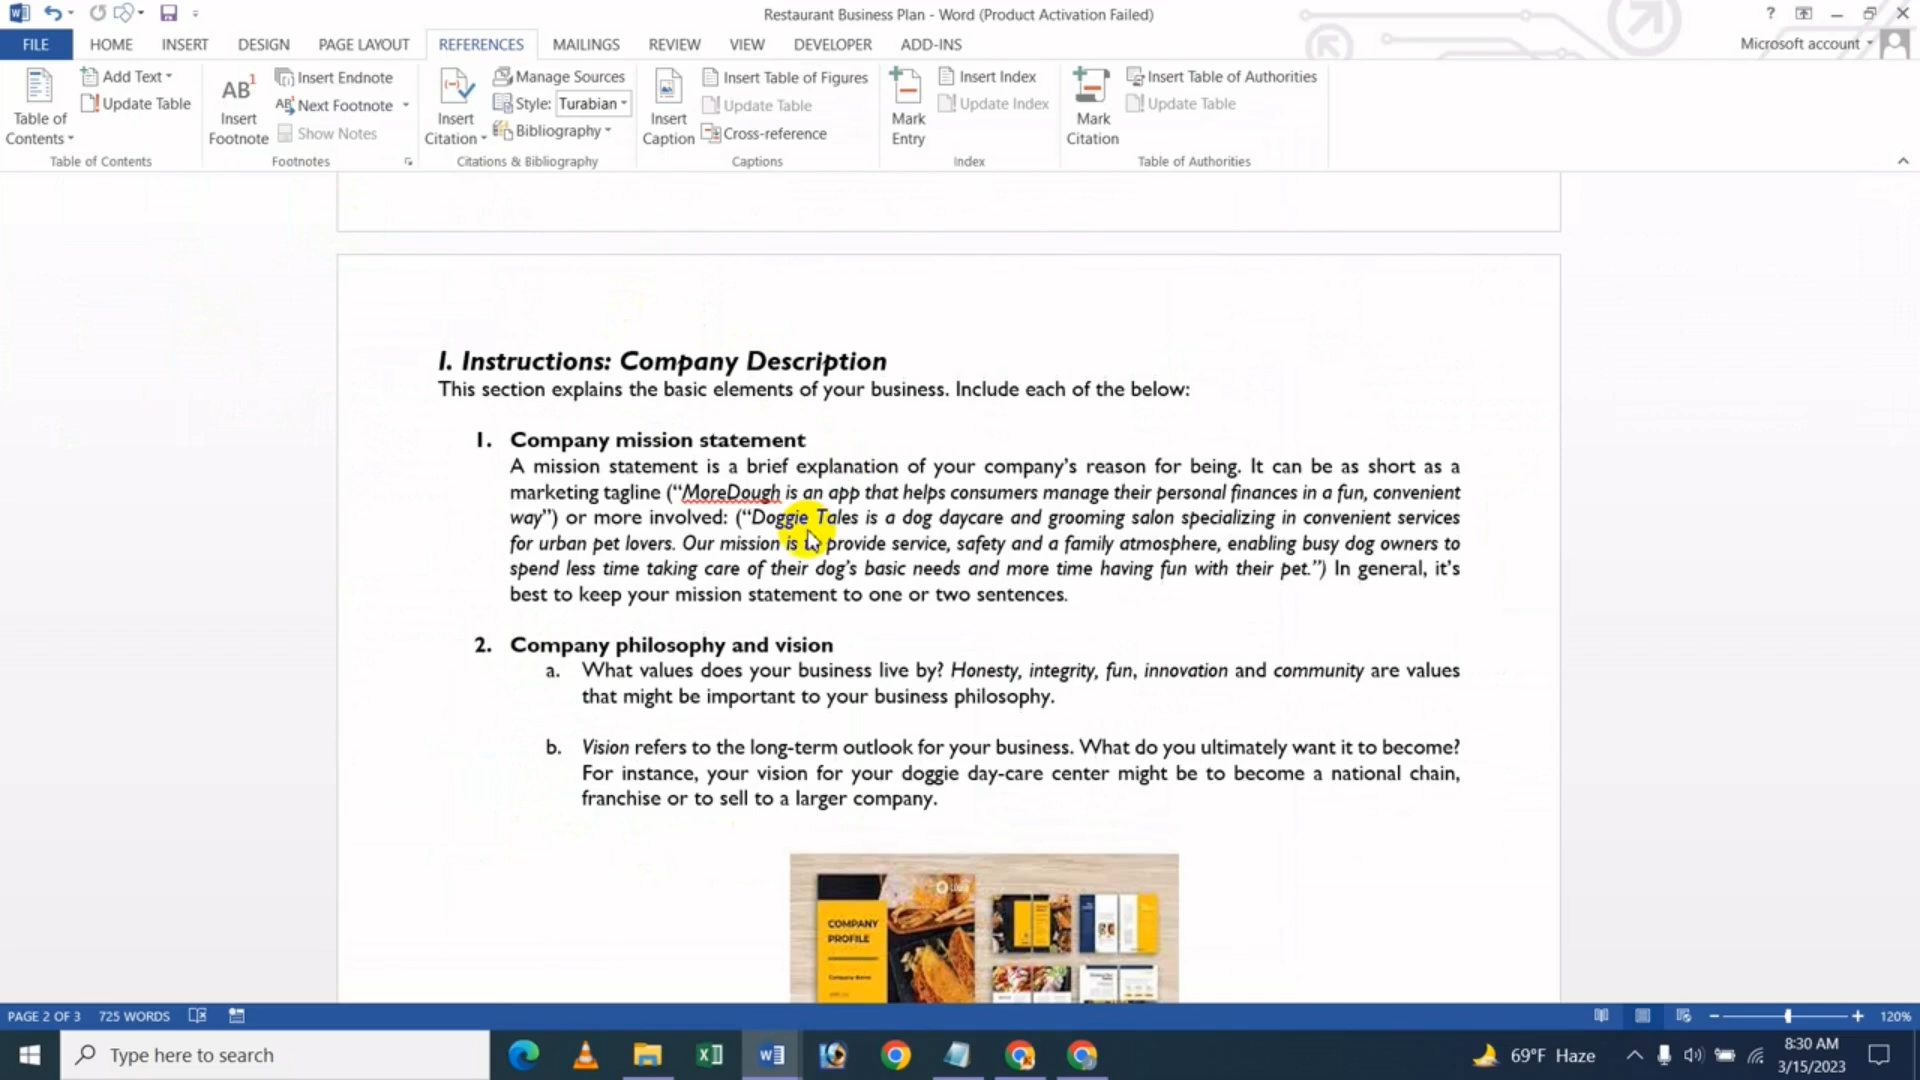 Restaurant Business Plan - Word (Product Activation Failed)
?
FILE HOME INSERT DESIGN PAGE LAYOUT REFERENCES MAILINGS REVIEW VIEW DEVELOPER ADD-INS
Microsoft account
Table of Contents
Add Text
Update Table
Table of Contents
AB1
Insert Footnote
Insert Endnote
Next Footnote
Show Notes
Footnotes
Insert Citation
Manage Sources
Style: Turabian
Bibliography
Citations & Bibliography
Insert Caption
Insert Table of Figures
Update Table
Cross-reference
Captions
Mark Entry
Insert Index
Update Index
Index
Mark Citation
Insert Table of Authorities
Update Table
Table of Authorities
I. Instructions: Company Description
This section explains the basic elements of your business. Include each of the below:
1. Company mission statement
A mission statement is a brief explanation of your company's reason for being. It can be as short as a
marketing tagline (“MoreDough is an app that helps consumers manage their personal finances in a fun, convenient
way”) or more involved: (“Doggie Tales is a dog daycare and grooming salon specializing in convenient services
for urban pet lovers. Our mission is to provide service, safety and a family atmosphere, enabling busy dog owners to
spend less time taking care of their dog’s basic needs and more time having fun with their pet.”) In general, it’s
best to keep your mission statement to one or two sentences.
2. Company philosophy and vision
a. What values does your business live by? Honesty, integrity, fun, innovation and community are values
that might be important to your business philosophy.
b. Vision refers to the long-term outlook for your business. What do you ultimately want it to become?
For instance, your vision for your doggie day-care center might be to become a national chain,
franchise or to sell to a larger company.
COMPANY
PROFILE
PAGE 2 OF 3 725 WORDS
120%
Type here to search
69°F Haze
8:30 AM
3/15/2023